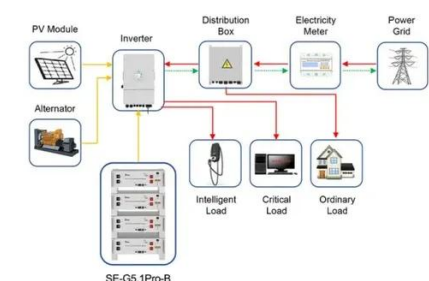 PV Module
Inverter
Distribution
Box
Electricity
Meter
Power
Grid
Alternator
Intelligent
Load
Critical
Load
Ordinary
Load
SE-G5.1Pro-B